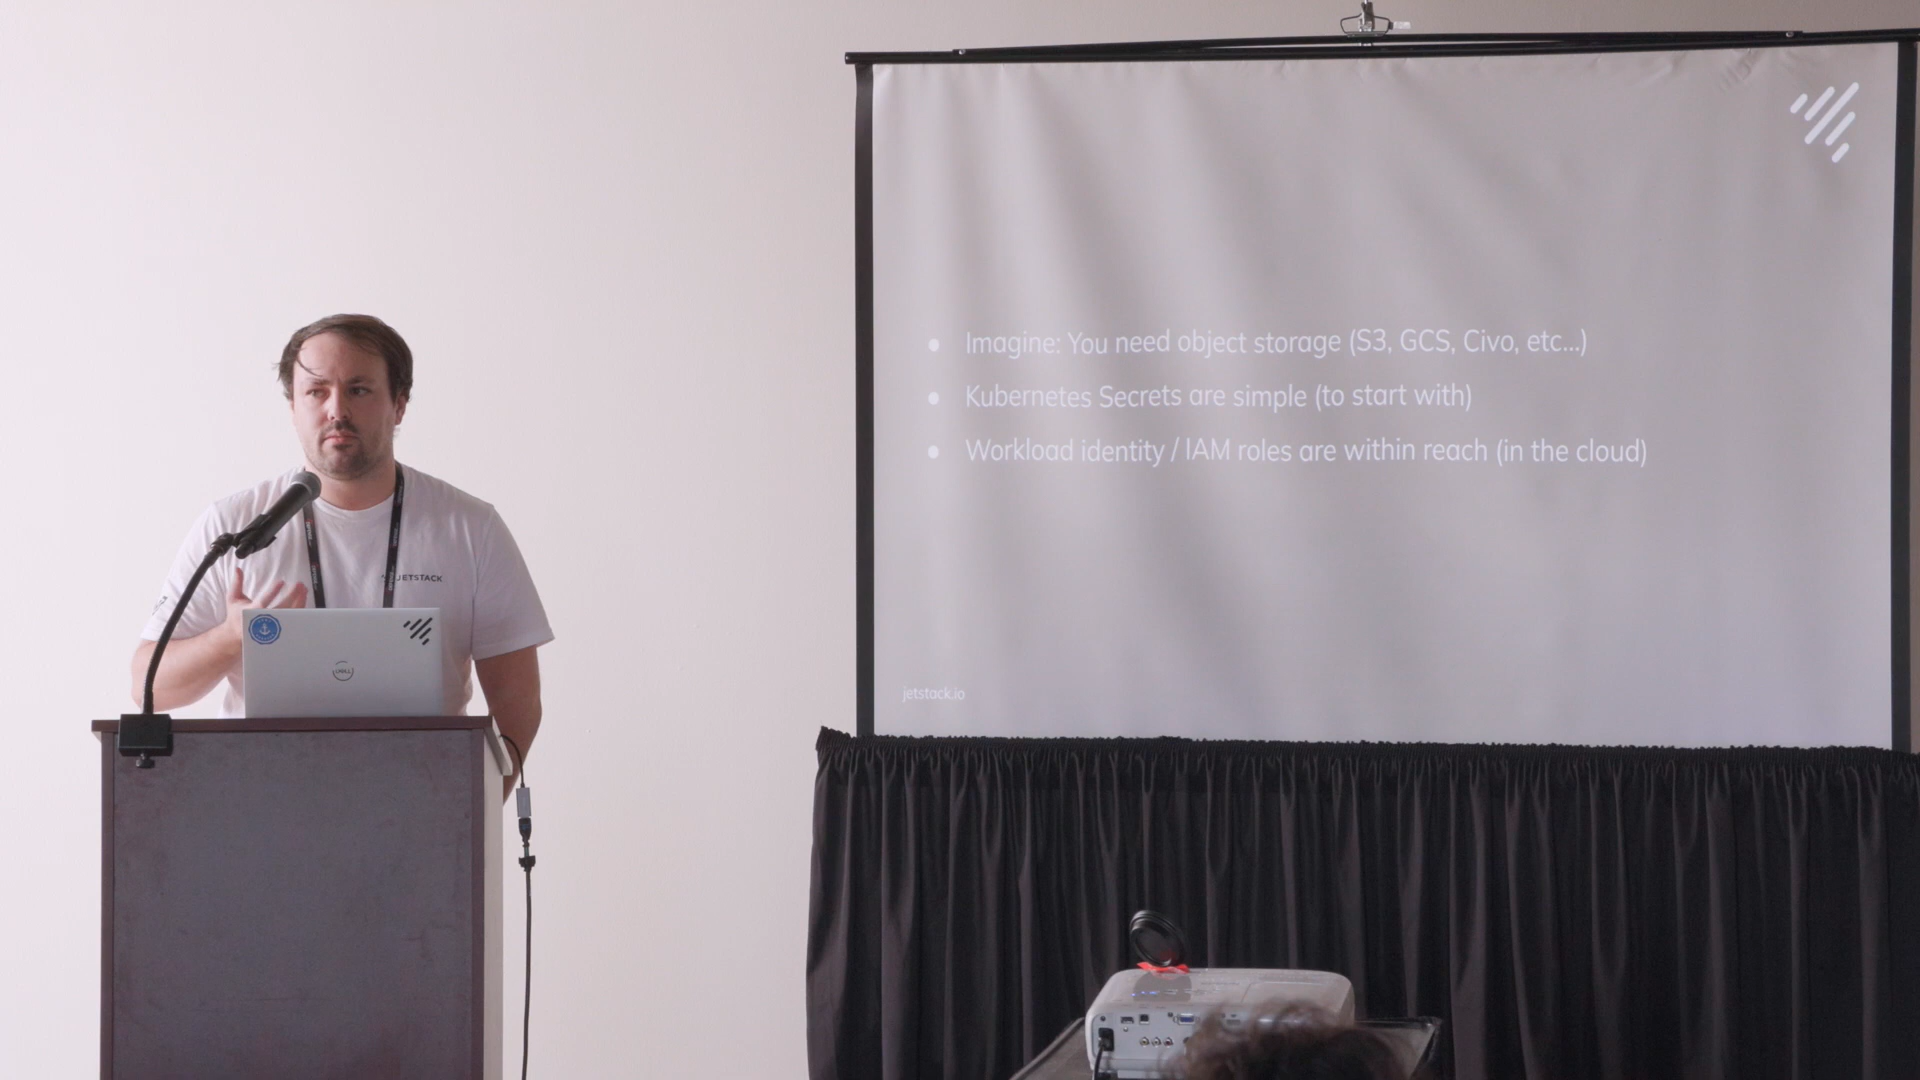 Imagine: You need object storage (S3, GCS, Civo, etc...)
Kubernetes Secrets are simple (to start with)
Workload identity / IAM roles are within reach (in the cloud)
jetstack.io
JETSTACK
DELL